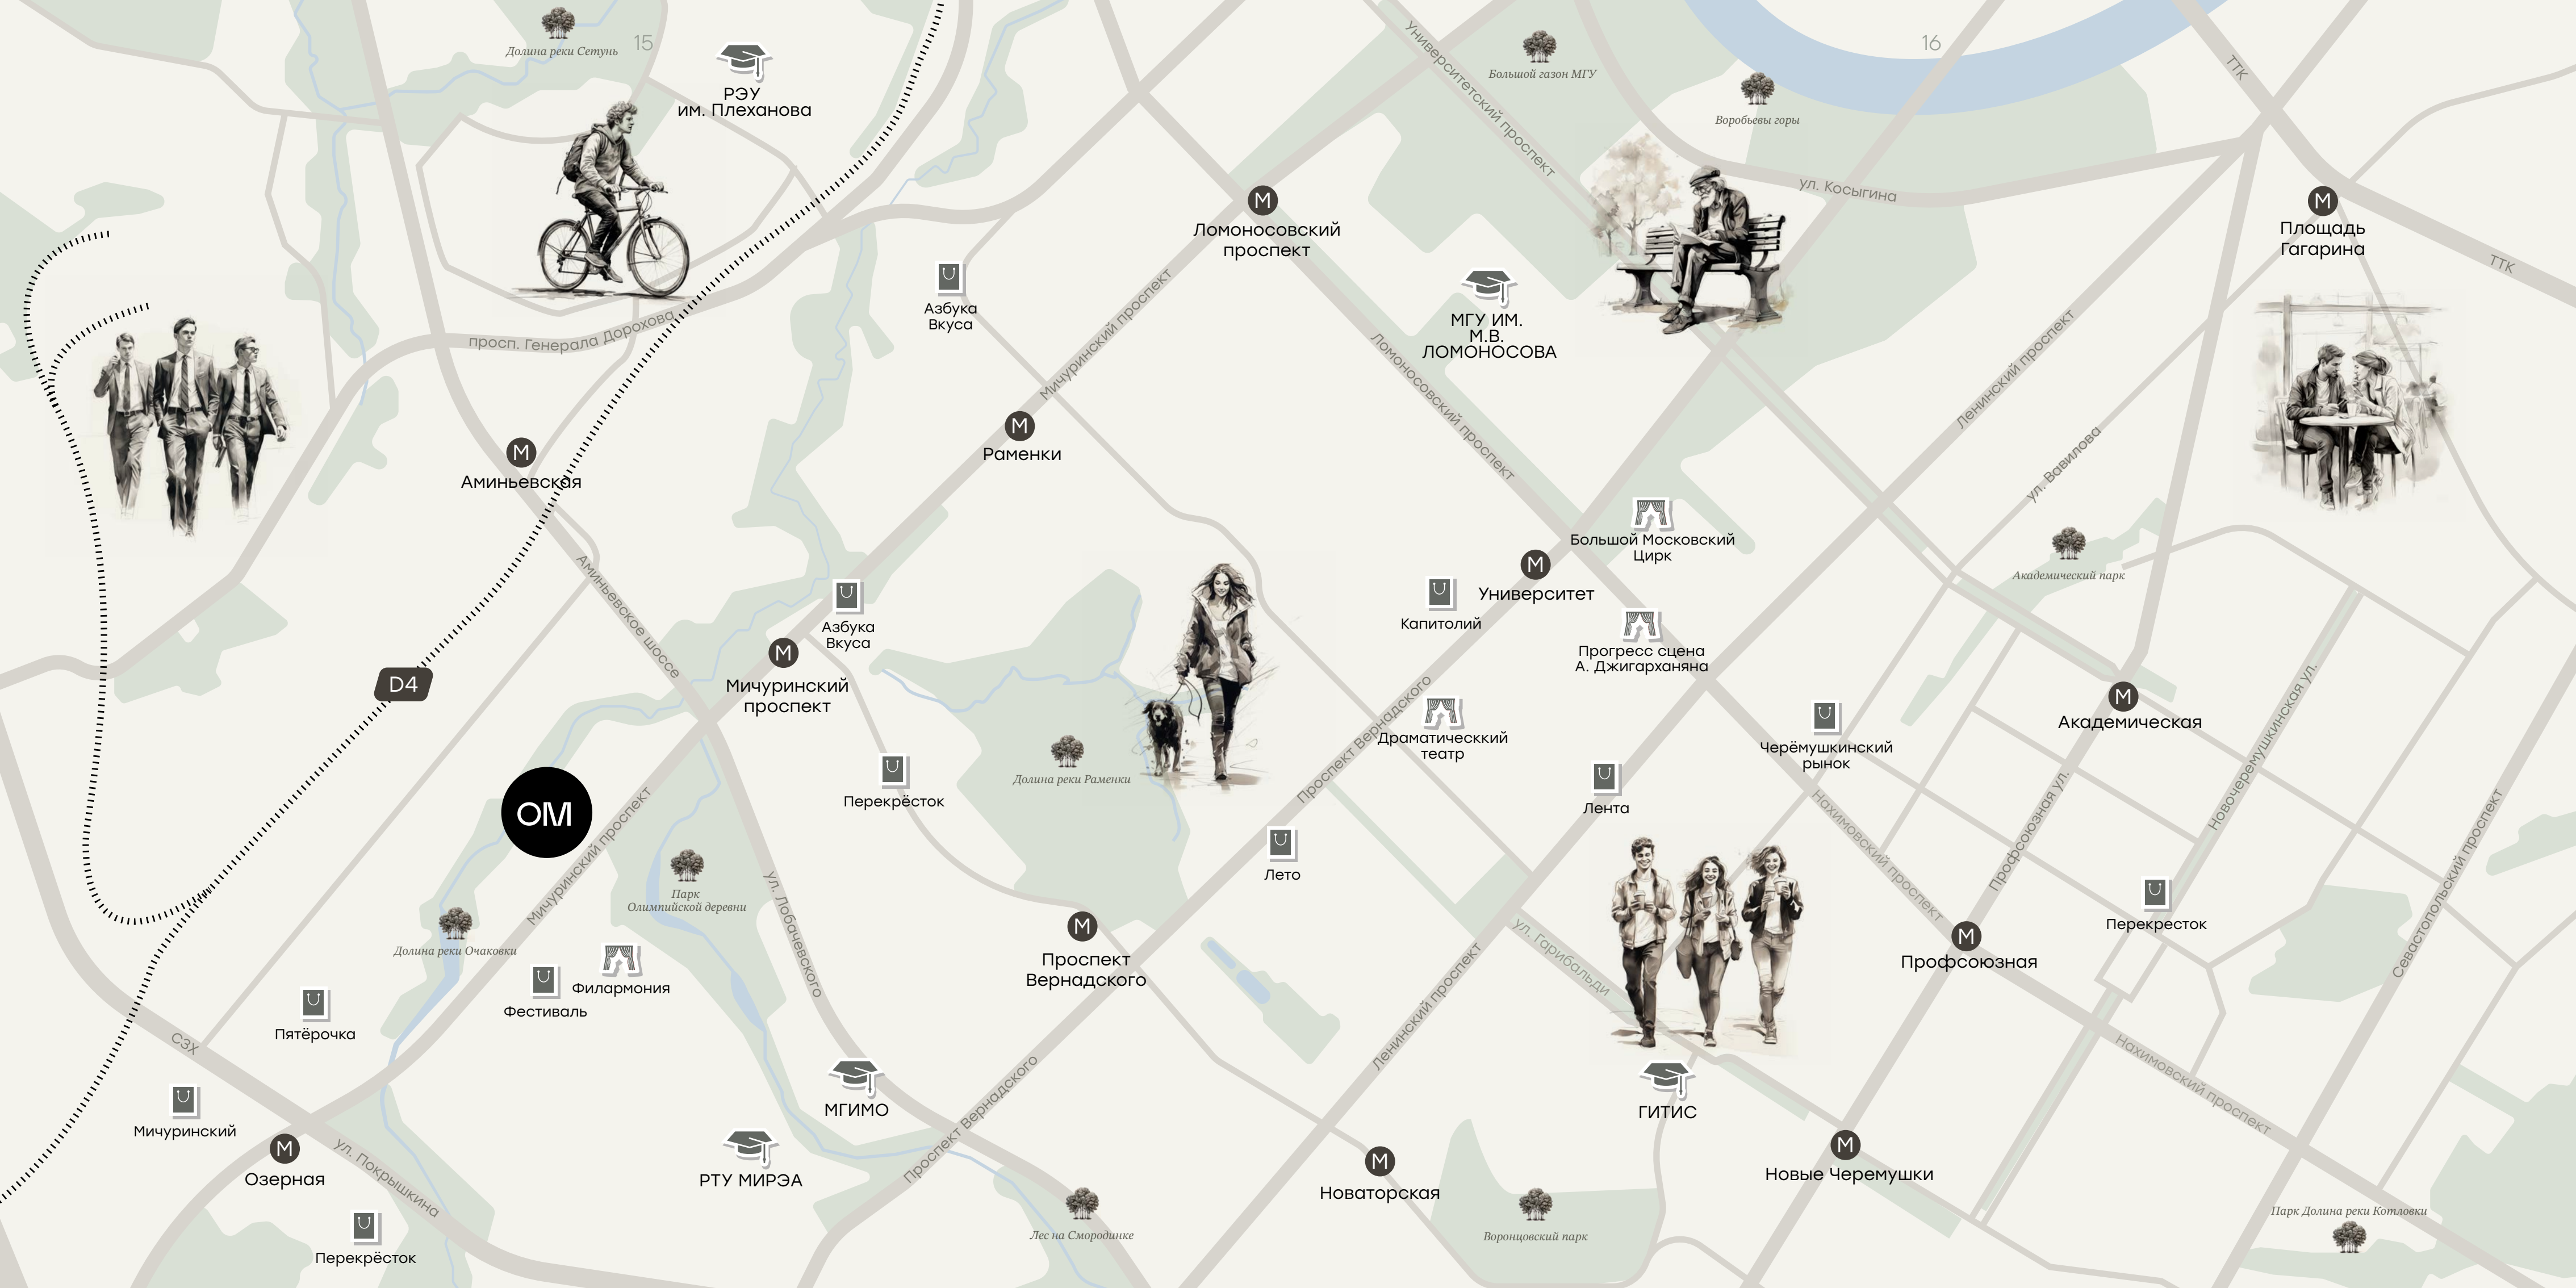 Долина реки Сетунь
15
РЭУ
им. Плеханова
Университетский проспект
Большой газон МГУ
16
Воробьевы горы
ТТК
ул. Косыгина
M
Ломоносовский
проспект
M
Площадь
Гагарина
ТТК
Азбука
Вкуса
МГУ ИМ.
М.В.
ЛОМОНОСОВА
просп. Генерала Дорохова
Мичуринский проспект
Ломоносовский проспект
Ленинский проспект
M
Аминьевская
M
Раменки
ул. Вавилова
Большой Московский
Цирк
Академический парк
Аминьевское шоссе
Азбука
Вкуса
M
Университет
Капитолий
Прогресс сцена
А. Джигарханяна
D4
M
Мичуринский
проспект
Проспект Вернадского
Драматическкий
театр
Черёмушкинский
рынок
M
Академическая
Новочеремушкинская ул.
Долина реки Раменки
Перекрёсток
OM
Мичуринский проспект
Лента
Лето
Нахимовский проспект
Профсоюзная ул.
Севастопольский проспект
Парк
Олимпийской деревни
ул. Лобачевского
Долина реки Очаковки
Филармония
Фестиваль
M
Проспект
Вернадского
Ленинский проспект
ул. Гарибальди
M
Профсоюзная
Перекресток
Пятёрочка
СЗХ
Мичуринский
МГИМО
РТУ МИРЭА
Проспект Вернадского
ГИТИС
Нахимовский проспект
M
Озерная
ул. Покрышкина
Перекрёсток
Лес на Смородинке
M
Новаторская
Воронцовский парк
M
Новые Черемушки
Парк Долина реки Котловки